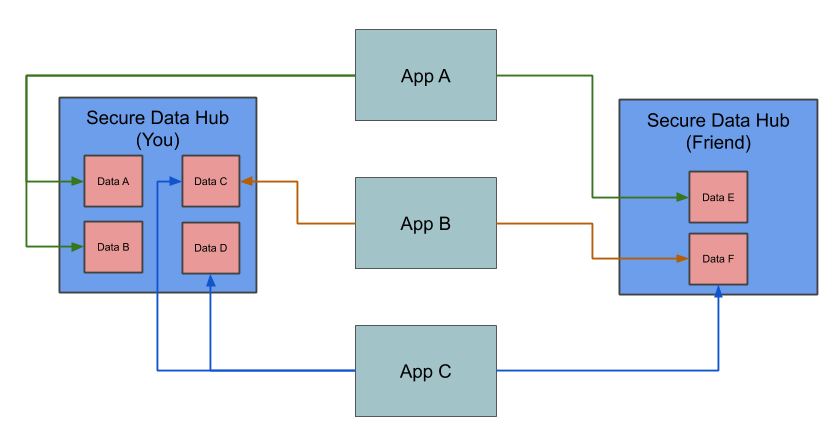 App A
Secure Data Hub
(You)
Data A
Data C
Data B
Data D
App B
Secure Data Hub
(Friend)
Data E
Data F
App C